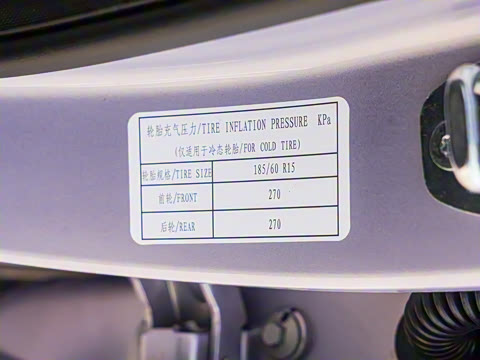 轮胎充气压力/TIRE INFLATION PRESSURE KPa
(仅适用于冷态轮胎/FOR COLD TIRE)
轮胎规格/TIRE SIZE 185/60 R15
前轮/FRONT 270
后轮/REAR 270